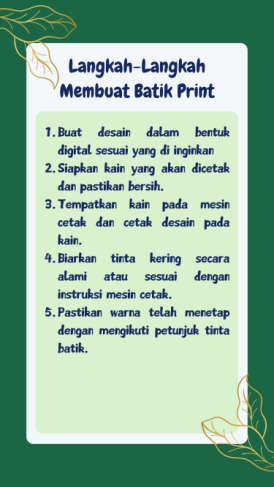 Langkah-Langkah
Membuat Batik Print
1. Buat desain dalam bentuk
digital sesuai yang di inginkan
2. Siapkan kain yang akan dicetak
dan pastikan bersih.
3. Tempatkan kain pada mesin
cetak dan cetak desain pada
kain.
4. Biarkan tinta kering secara
alami atau sesuai dengan
instruksi mesin cetak.
5. Pastikan warna telah menetap
dengan mengikuti petunjuk tinta
batik.